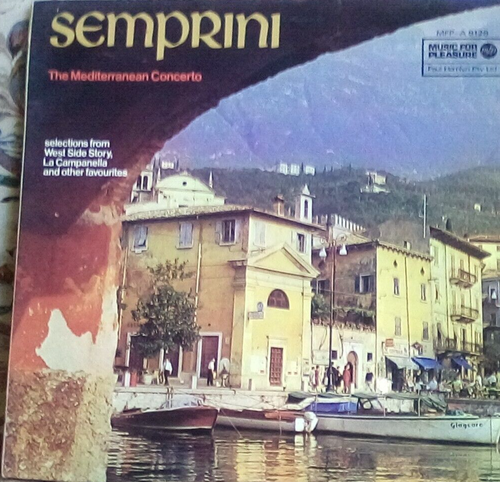 SEMPRINI
The Mediterranean Concerto
selections from
West Side Story,
La Campanella
and other favourites
MFP-A 8128
MUSIC FOR
PLEASURE
Paul Hamlyn Pty Ltd